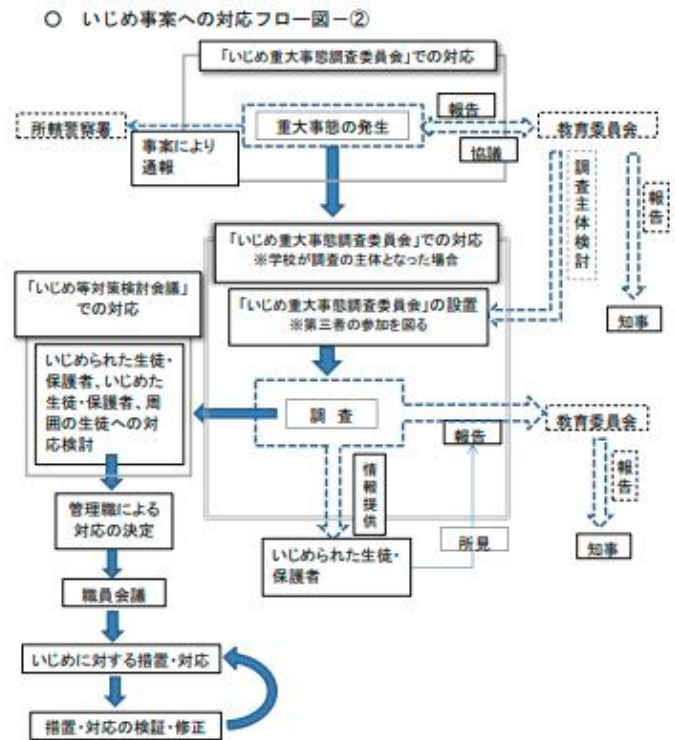 ○ いじめ事案への対応フロー図－②
「いじめ重大事態調査委員会」での対応
所轄警察署
重大事態の発生
報告
教育委員会
事案により
通報
協議
調査主体検討
報告
「いじめ重大事態調査委員会」での対応
※学校が調査の主体となった場合
「いじめ等対策検討会議」
での対応
「いじめ重大事態調査委員会」の設置
※第三者の参加を図る
知事
いじめられた生徒・
保護者、いじめた
生徒・保護者、周
囲の生徒への対
応検討
調 査
報告
教育委員会
情報提供
報告
管理職による
対応の決定
いじめられた生徒・
保護者
所見
知事
職員会議
いじめに対する措置・対応
措置・対応の検証・修正